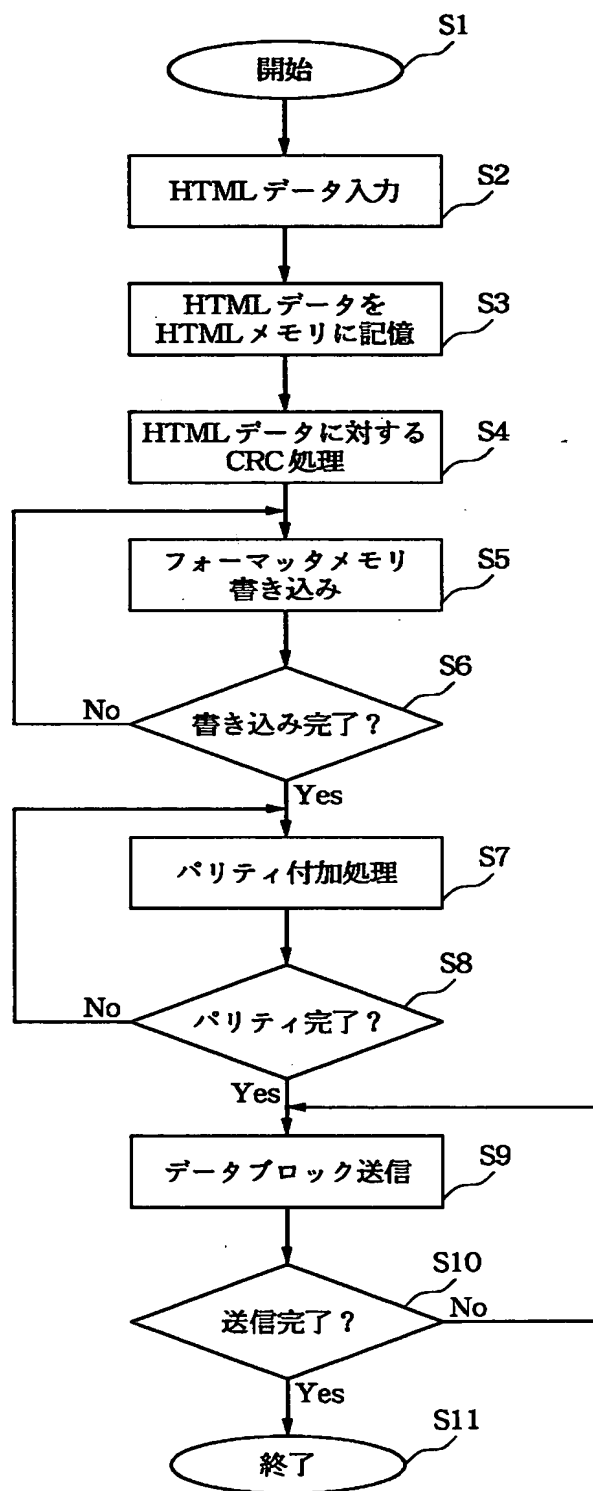 S1
開始
S2
HTMLデータ入力
S3
HTMLデータを
HTMLメモリに記憶
S4
HTMLデータに対する
CRC処理
S5
フォーマッタメモリ
書き込み
S6
No
書き込み完了？
Yes
S7
パリティ付加処理
S8
No
パリティ完了？
Yes
S9
データブロック送信
S10
送信完了？
No
Yes
S11
終了